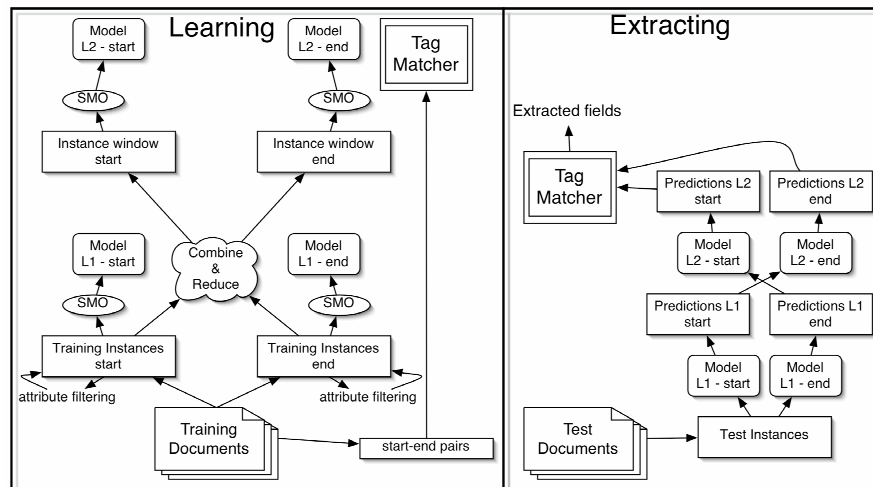 Learning
Model
L2 - start
Model
L2 - end
Tag
Matcher
SMO
SMO
Instance window
start
Instance window
end
Model
L1 - start
Combine
&
Reduce
Model
L1 - end
SMO
SMO
Training Instances
start
Training Instances
end
attribute filtering
attribute filtering
Training
Documents
start-end pairs
Extracting
Extracted fields
Tag
Matcher
Predictions L2
start
Predictions L2
end
Model
L2 - start
Model
L2 - end
Predictions L1
start
Predictions L1
end
Model
L1 - start
Model
L1 - end
Test
Documents
Test Instances